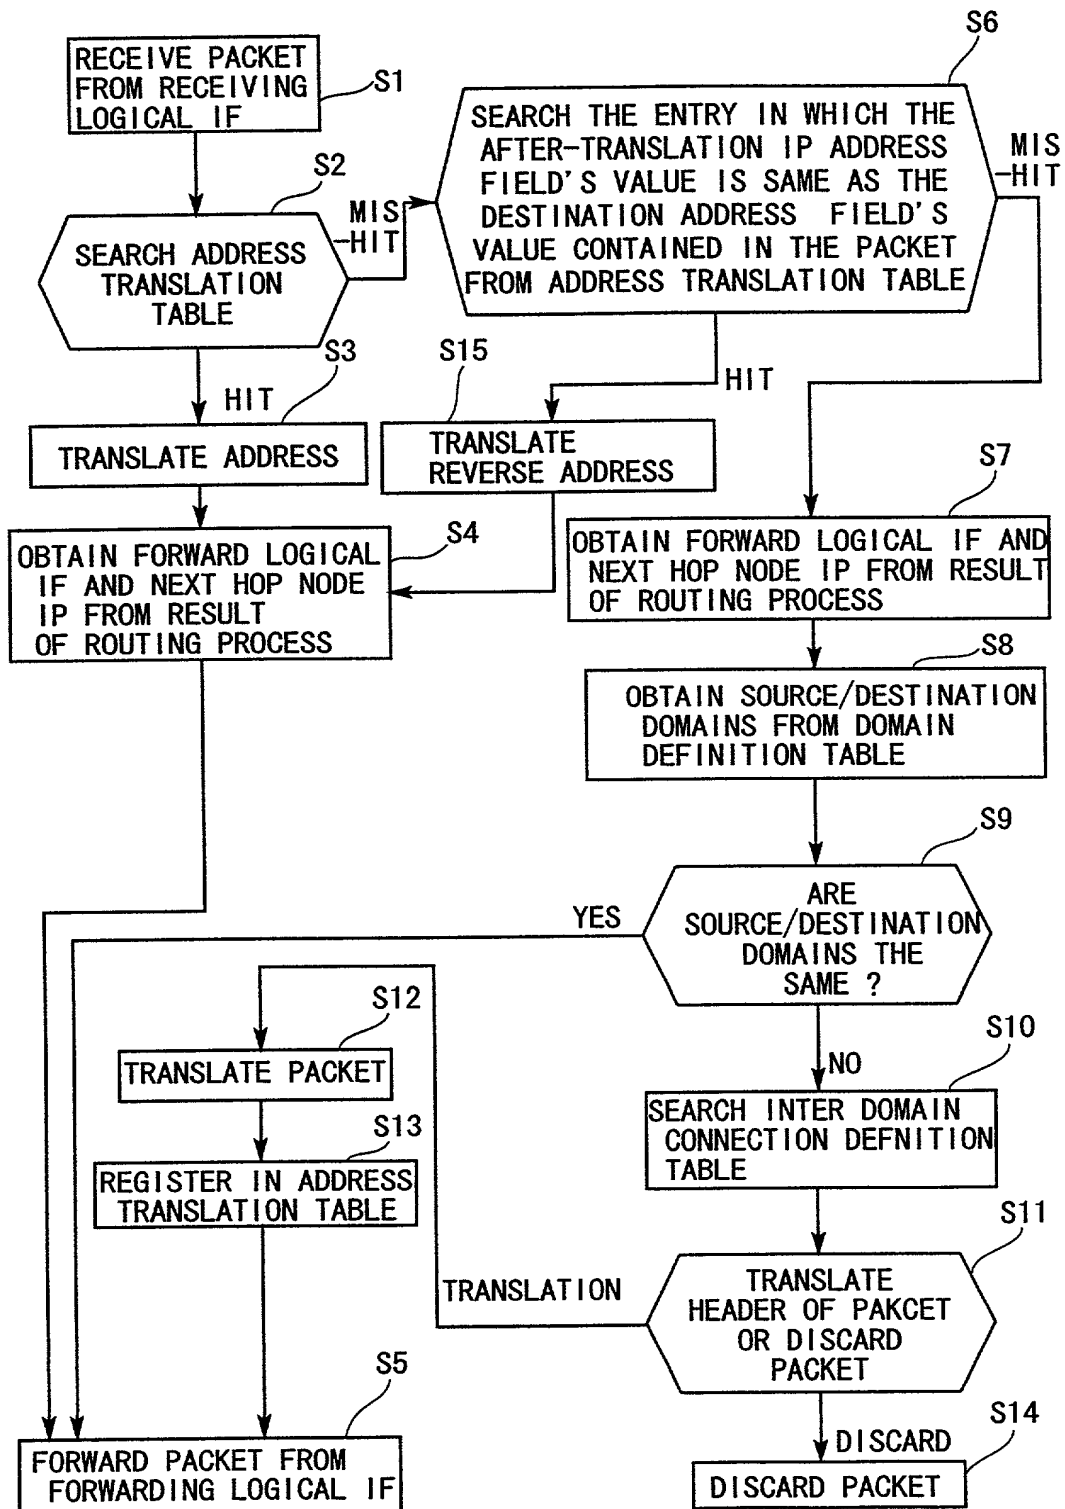 RECEIVE PACKET
FROM RECEIVING
LOGICAL IF
S1
S2
SEARCH ADDRESS
TRANSLATION
TABLE
MIS
-HIT
S6
SEARCH THE ENTRY IN WHICH THE
AFTER-TRANSLATION IP ADDRESS
FIELD'S VALUE IS SAME AS THE
DESTINATION ADDRESS FIELD'S
VALUE CONTAINED IN THE PACKET
FROM ADDRESS TRANSLATION TABLE
MIS
-HIT
HIT
S3
TRANSLATE ADDRESS
S15
HIT
TRANSLATE
REVERSE ADDRESS
S4
OBTAIN FORWARD LOGICAL
IF AND NEXT HOP NODE
IP FROM RESULT
OF ROUTING PROCESS
S7
OBTAIN FORWARD LOGICAL IF AND
NEXT HOP NODE IP FROM RESULT
OF ROUTING PROCESS
S8
OBTAIN SOURCE/DESTINATION
DOMAINS FROM DOMAIN
DEFINITION TABLE
S9
ARE
SOURCE/DESTINATION
DOMAINS THE
SAME ?
YES
NO
S12
TRANSLATE PACKET
S10
SEARCH INTER DOMAIN
CONNECTION DEFNITION
TABLE
S13
REGISTER IN ADDRESS
TRANSLATION TABLE
S11
TRANSLATE
HEADER OF PAKCET
OR DISCARD
PACKET
TRANSLATION
DISCARD
S5
FORWARD PACKET FROM
FORWARDING LOGICAL IF
S14
DISCARD PACKET